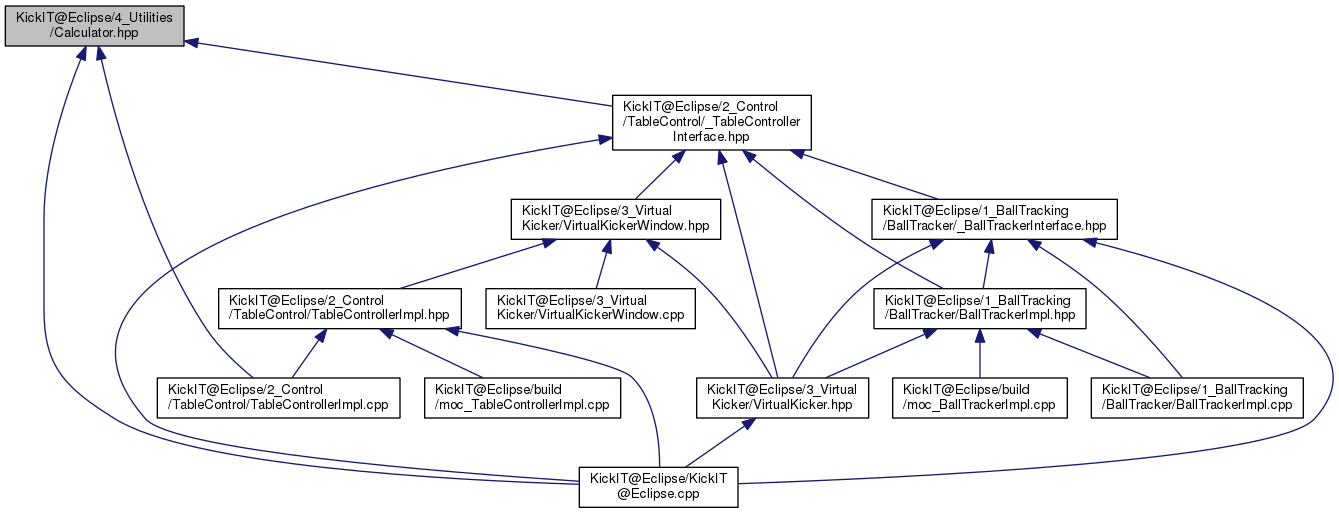 KickIT@Eclipse/4_Utilities
/Calculator.hpp
KickIT@Eclipse/2_Control
/TableControl/_TableController
Interface.hpp
KickIT@Eclipse/3_Virtual
Kicker/VirtualKickerWindow.hpp
KickIT@Eclipse/1_BallTracking
/BallTracker/_BallTrackerInterface.hpp
KickIT@Eclipse/2_Control
/TableControl/TableControllerImpl.hpp
KickIT@Eclipse/3_Virtual
Kicker/VirtualKickerWindow.cpp
KickIT@Eclipse/1_BallTracking
/BallTracker/BallTrackerImpl.hpp
KickIT@Eclipse/2_Control
/TableControl/TableControllerImpl.cpp
KickIT@Eclipse/build
/moc_TableControllerImpl.cpp
KickIT@Eclipse/3_Virtual
Kicker/VirtualKicker.hpp
KickIT@Eclipse/build
/moc_BallTrackerImpl.cpp
KickIT@Eclipse/1_BallTracking
/BallTracker/BallTrackerImpl.cpp
KickIT@Eclipse/KickIT
@Eclipse.cpp